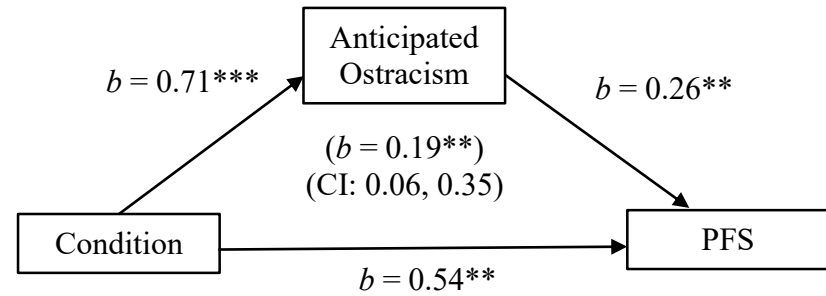 Anticipated
Ostracism
b = 0.71***
b = 0.26**
(b = 0.19**)
(CI: 0.06, 0.35)
Condition
PFS
b = 0.54**